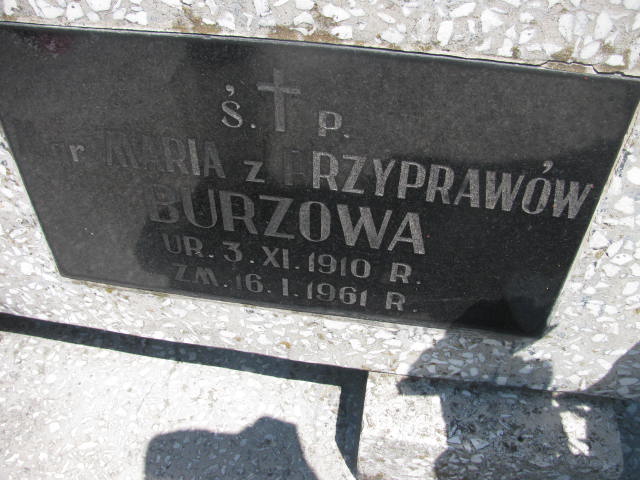 Ś. † P.
MARIA z PRZYPRAWÓW
BURZOWA
UR. 3. XI. 1910 R.
ZM. 16. I. 1961 R.